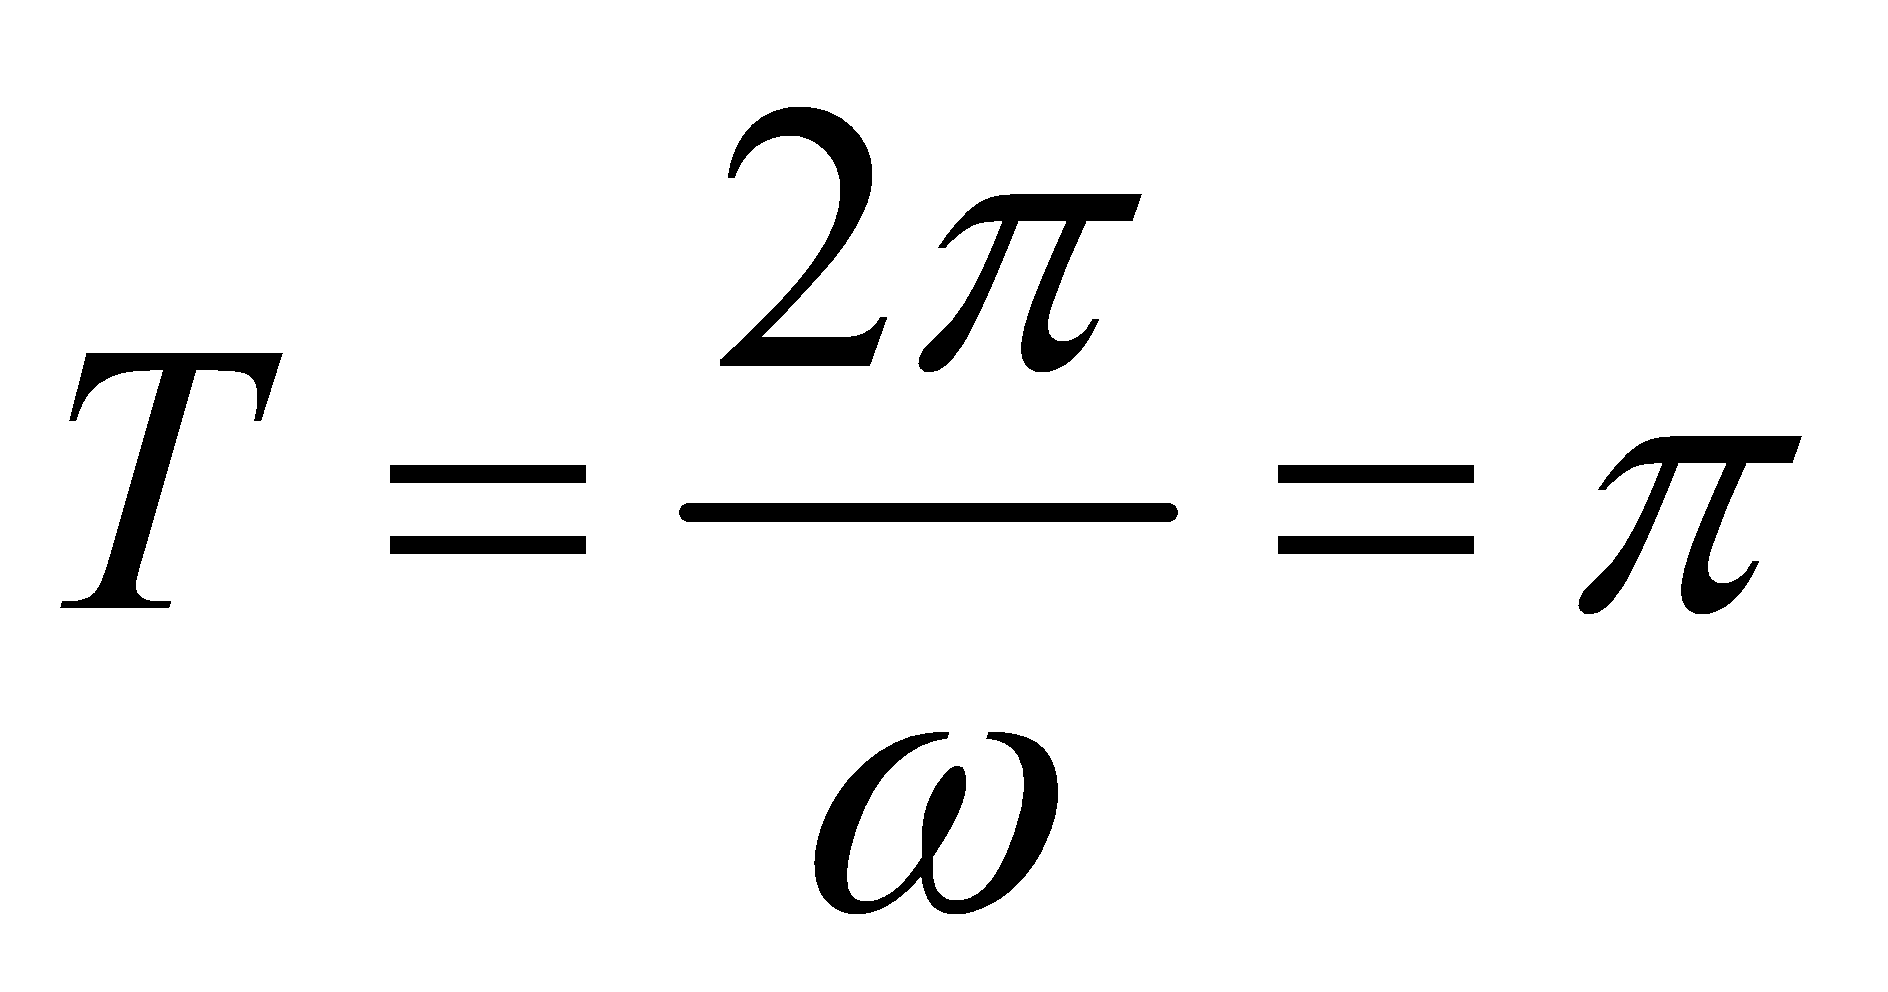 T = 2π/ω = π